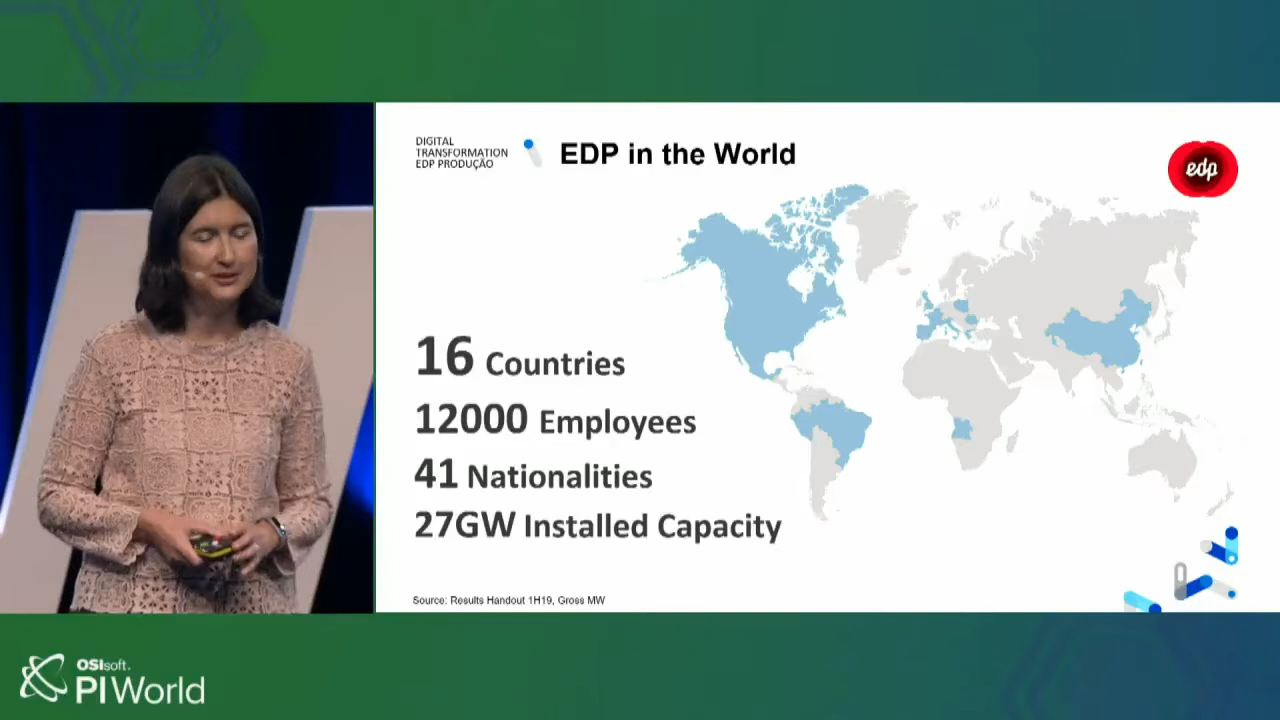 DIGITAL
TRANSFORMATION
EDP PRODUÇÃO
EDP in the World
edp
16 Countries
12000 Employees
41 Nationalities
27GW Installed Capacity
Source: Results Handout 1H19, Gross MW
OSIsoft.
PI World